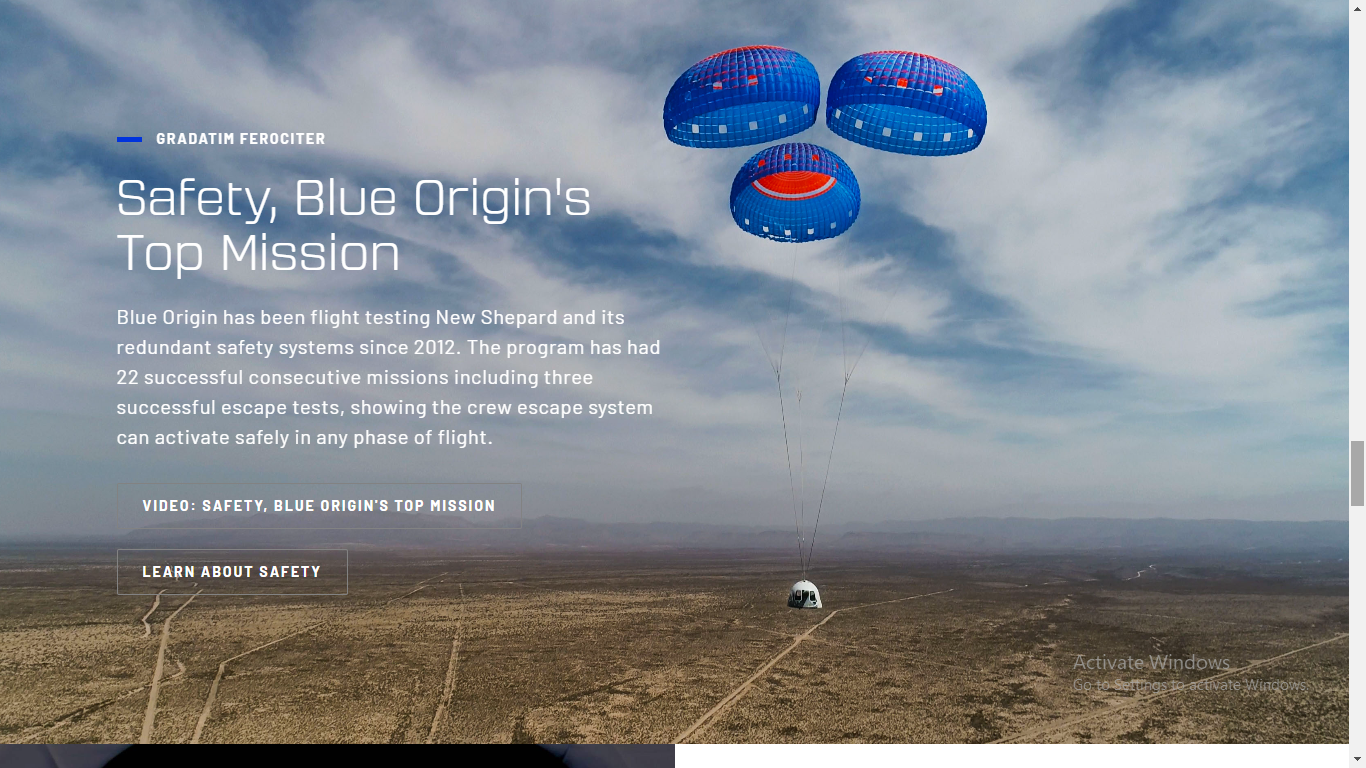 GRADATIM FEROCITER
Safety, Blue Origin's
Top Mission
Blue Origin has been flight testing New Shepard and its
redundant safety systems since 2012. The program has had
22 successful consecutive missions including three
successful escape tests, showing the crew escape system
can activate safely in any phase of flight.
VIDEO: SAFETY, BLUE ORIGIN'S TOP MISSION
LEARN ABOUT SAFETY
Activate Windows
Go to Settings to activate Windows.